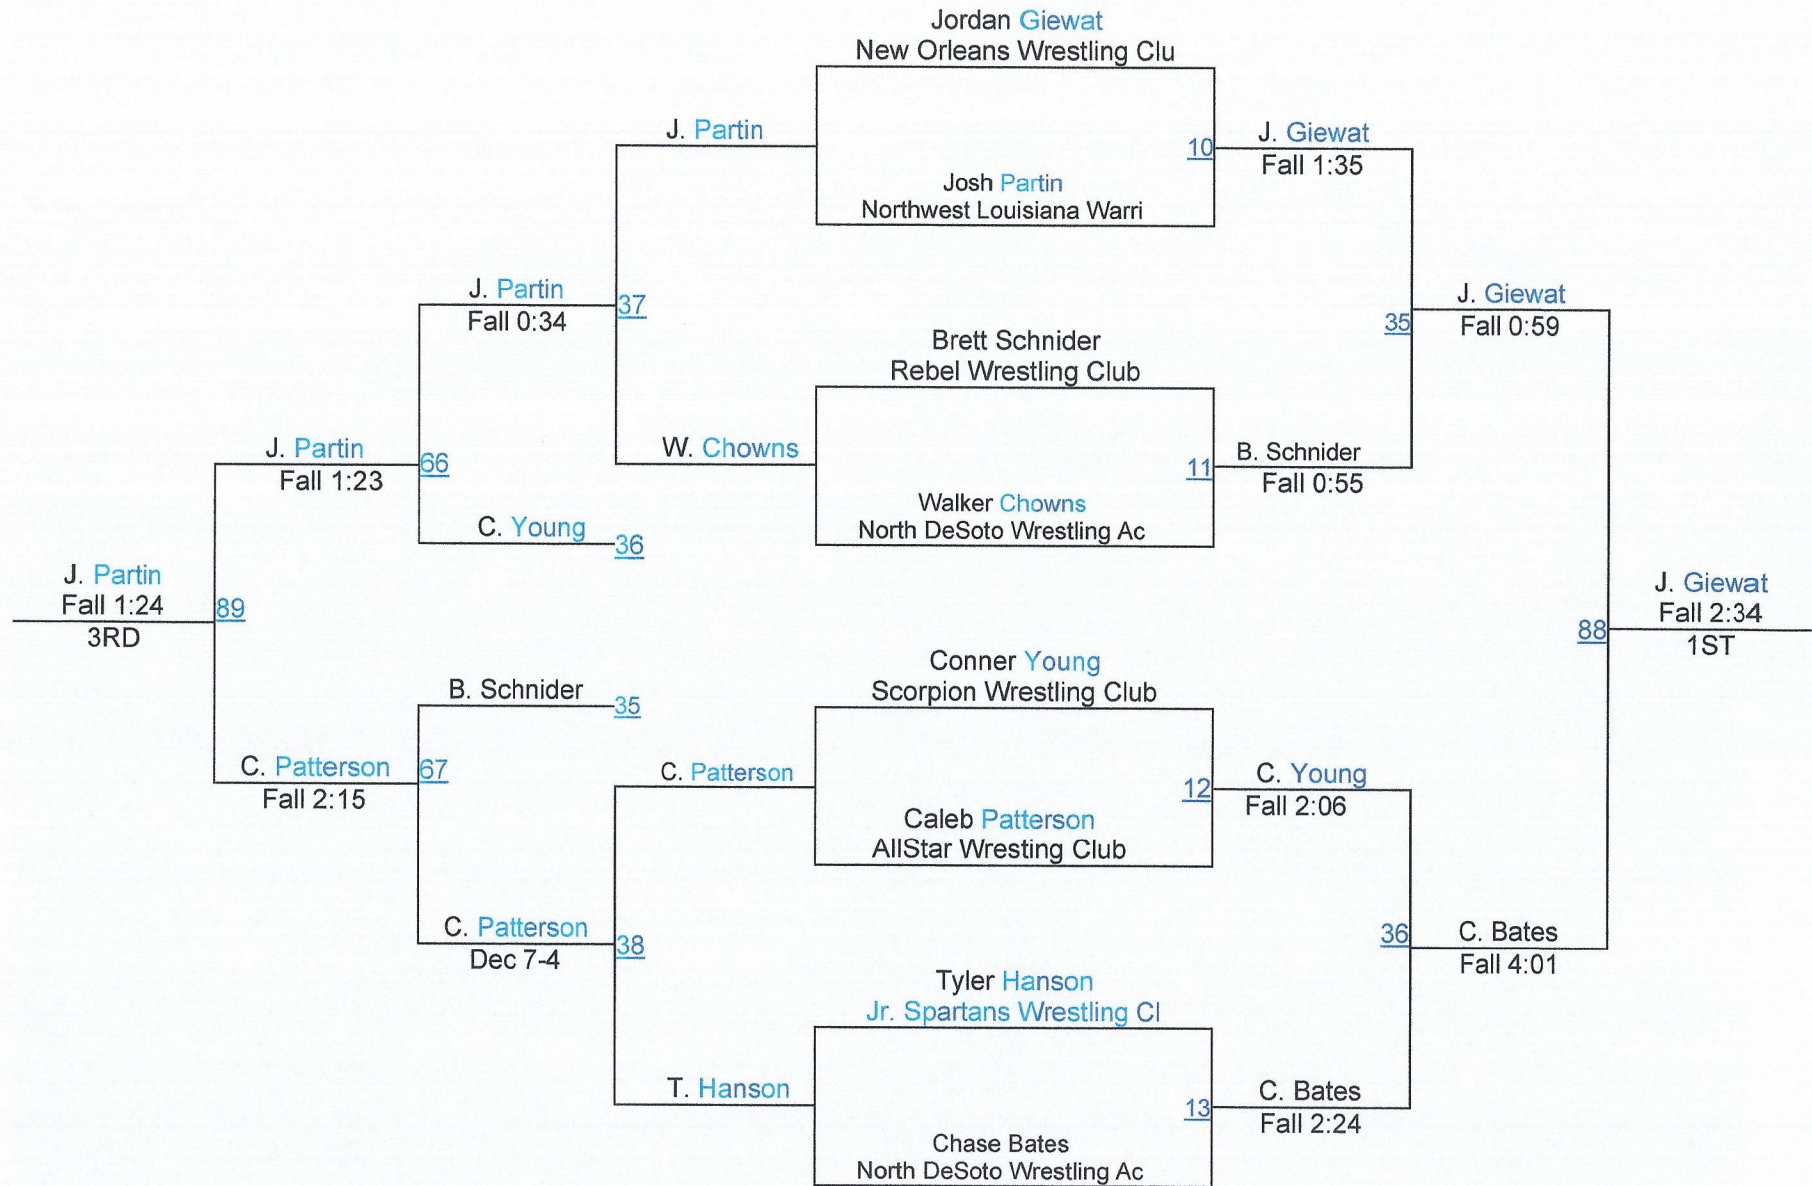 Jordan Giewat
New Orleans Wrestling Clu
J. Partin
10
J. Giewat
Fall 1:35
Josh Partin
Northwest Louisiana Warri
J. Partin
Fall 0:34
37
J. Giewat
Fall 0:59
35
Brett Schnider
Rebel Wrestling Club
J. Partin
Fall 1:23
66
W. Chowns
11
B. Schnider
Fall 0:55
Walker Chowns
North DeSoto Wrestling Ac
C. Young
36
J. Partin
Fall 1:24
3RD
89
J. Giewat
Fall 2:34
1ST
88
Conner Young
Scorpion Wrestling Club
B. Schnider
35
C. Patterson
Fall 2:15
67
C. Patterson
12
C. Young
Fall 2:06
Caleb Patterson
AllStar Wresting Club
C. Patterson
Dec 7-4
38
36
C. Bates
Fall 4:01
Tyler Hanson
Jr. Spartans Wrestling Cl
T. Hanson
13
C. Bates
Fall 2:24
Chase Bates
North DeSoto Wrestling Ac